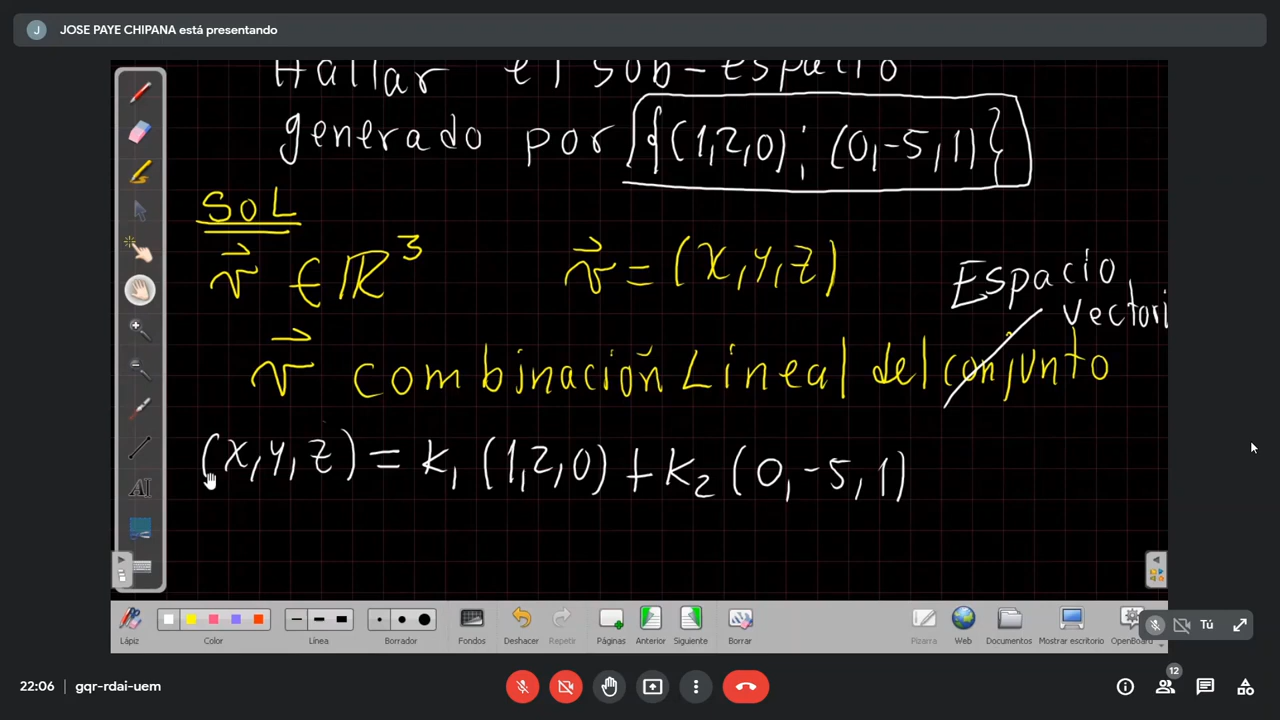 J JOSE PAYE CHIPANA está presentando
Hallar el sub-espacio
generado por {(1,2,0); (0,-5,1)}
SOL
v⃗ ∈ ℝ³ v⃗ = (x,y,z)
Espacio
vectori
v⃗ combinación Lineal del conjunto
(x,y,z) = k₁ (1,2,0) + k₂ (0,-5,1)
Lápiz Color Línea Borrador Fondos Deshacer Repetir Páginas Anterior Siguiente Borrar Pizarra Web Documentos Mostrar escritorio OpenBoard
Tú
22:06 | gqr-rdai-uem
12